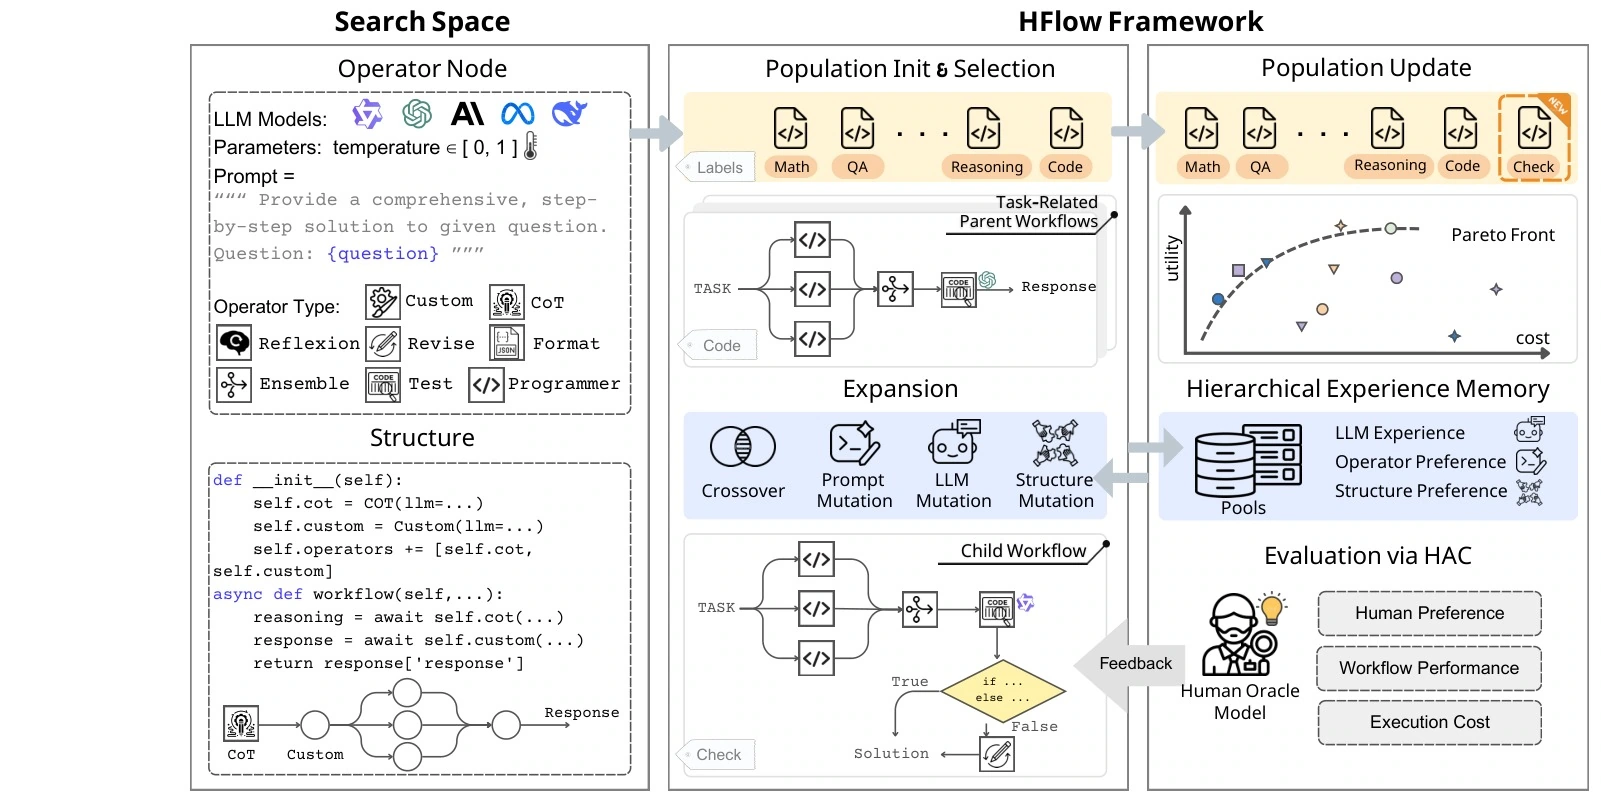 Search Space
HFlow Framework
Operator Node
LLM Models:
Parameters: temperature ∈ [ 0, 1 ]
Prompt =
““““ Provide a comprehensive, step-
by-step solution to given question.
Question: {question} ”””
Operator Type:
Custom
CoT
Reflexion
Revise
Format
Ensemble
CODE
Test
Programmer
{...}
JSON
Structure
def __init__(self):
self.cot = COT(llm=...)
self.custom = Custom(llm=...)
self.operators += [self.cot,
self.custom]
async def workflow(self,...):
reasoning = await self.cot(...)
response = await self.custom(...)
return response['response']
CoT
Custom
Response
Population Init & Selection
Labels
Math
QA
. . .
Reasoning
Code
Task-Related
Parent Workflows
TASK
</>
</>
</>
CODE
Response
Code
Expansion
Crossover
Prompt
Mutation
LLM
Mutation
Structure
Mutation
Child Workflow
TASK
</>
</>
</>
CODE
if ...
else ...
True
False
Solution
Check
Population Update
Math
QA
. . .
Reasoning
Code
NEW
Check
utility
Pareto Front
cost
Hierarchical Experience Memory
Pools
LLM Experience
Operator Preference
Structure Preference
Evaluation via HAC
Feedback
Human Oracle
Model
Human Preference
Workflow Performance
Execution Cost